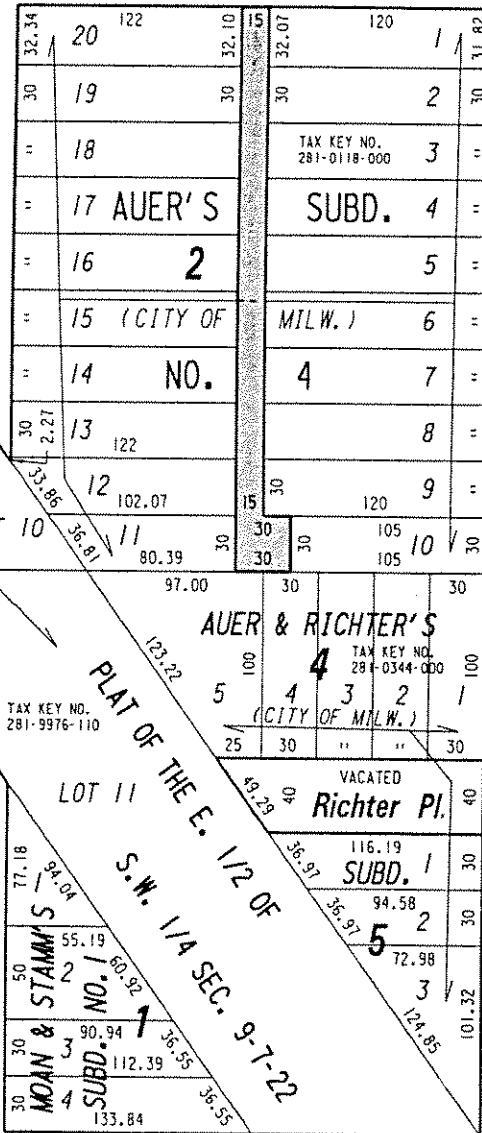 32.34 20 122 32.10 15 32.07 120 1 31.82
30 19 30 30 2 30
= 18 TAX KEY NO. 3 =
281-0118-000
= 17 AUER'S SUBD. 4 =
= 16 2 5 =
= 15 (CITY OF MILW.) 6 =
= 14 NO. 4 7 =
30 2.27 13 122 8 =
33.86 12 102.07 15 30 120 9 =
10 36.81 11 80.39 30 30 30 105 10 30
30 105
97.00 30 30
AUER & RICHTER'S
TAX KEY NO.
281-0344-000
123.22 5 100 4 4 3 2 1 100
(CITY OF MILW.)
25 30 " " 30
TAX KEY NO.
281-9976-110
PLAT OF THE E. 1/2 OF
S.W. 1/4 SEC. 9-7-22
LOT 11
49.29 40 VACATED 40
Richter Pl.
36.97 116.19 30
SUBD. 1
36.97 94.58 30
5 2
72.98
3
124.85 101.32
77.18 1 94.04
MOAN & STAMM'S
SUBD. NO. 1
1
50 2 55.19 60.92
30 3 90.94 36.55
112.39
30 4 133.84 36.55